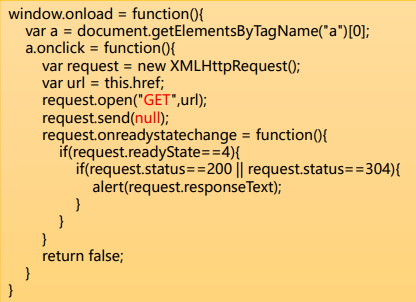 window.onload = function(){
    var a = document.getElementsByTagName("a")[0];
    a.onclick = function(){
        var request = new XMLHttpRequest();
        var url = this.href;
        request.open("GET",url);
        request.send(null);
        request.onreadystatechange = function(){
            if(request.readyState==4){
                if(request.status==200 || request.status==304){
                    alert(request.responseText);
                }
            }
        }
        return false;
    }
}